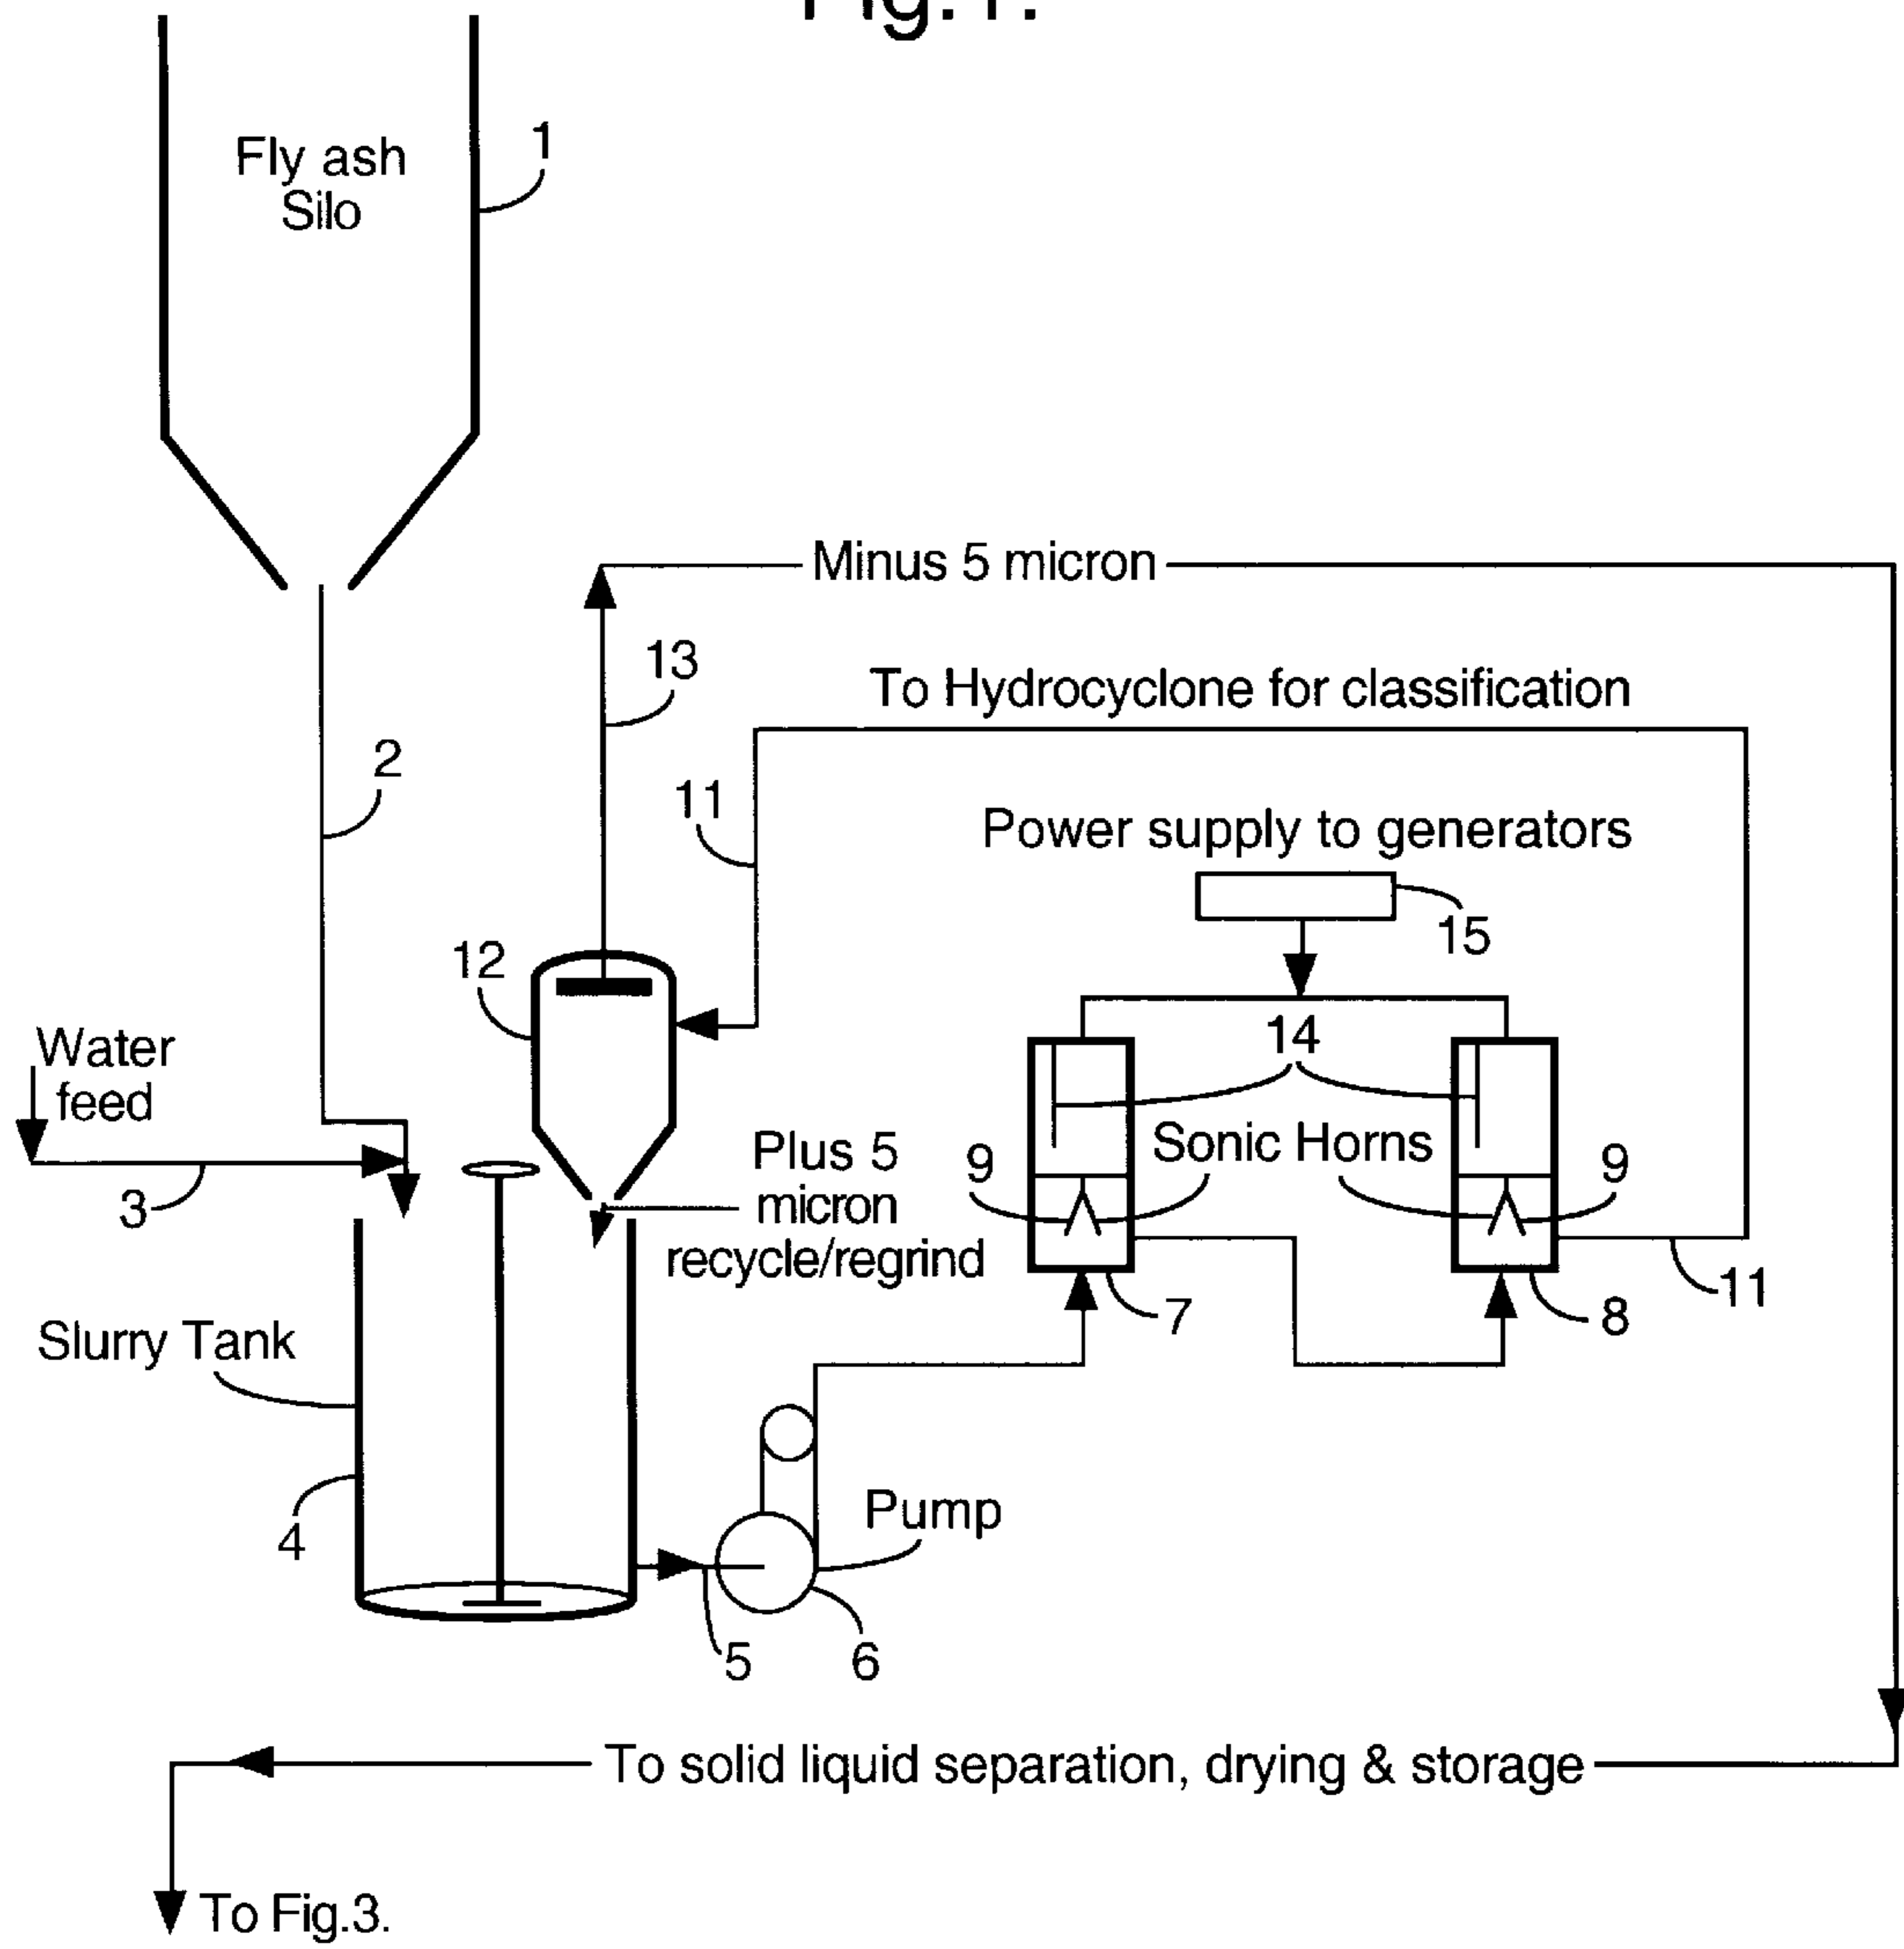 Fig.1.
1
Fly ash
Silo
Minus 5 micron
13
To Hydrocyclone for classification
2
11
Power supply to generators
15
12
14
Water
feed
Plus 5
micron
recycle/regrind
9
Sonic Horns
9
3
7
8
11
Slurry Tank
Pump
4
5
6
To solid liquid separation, drying & storage
To Fig.3.